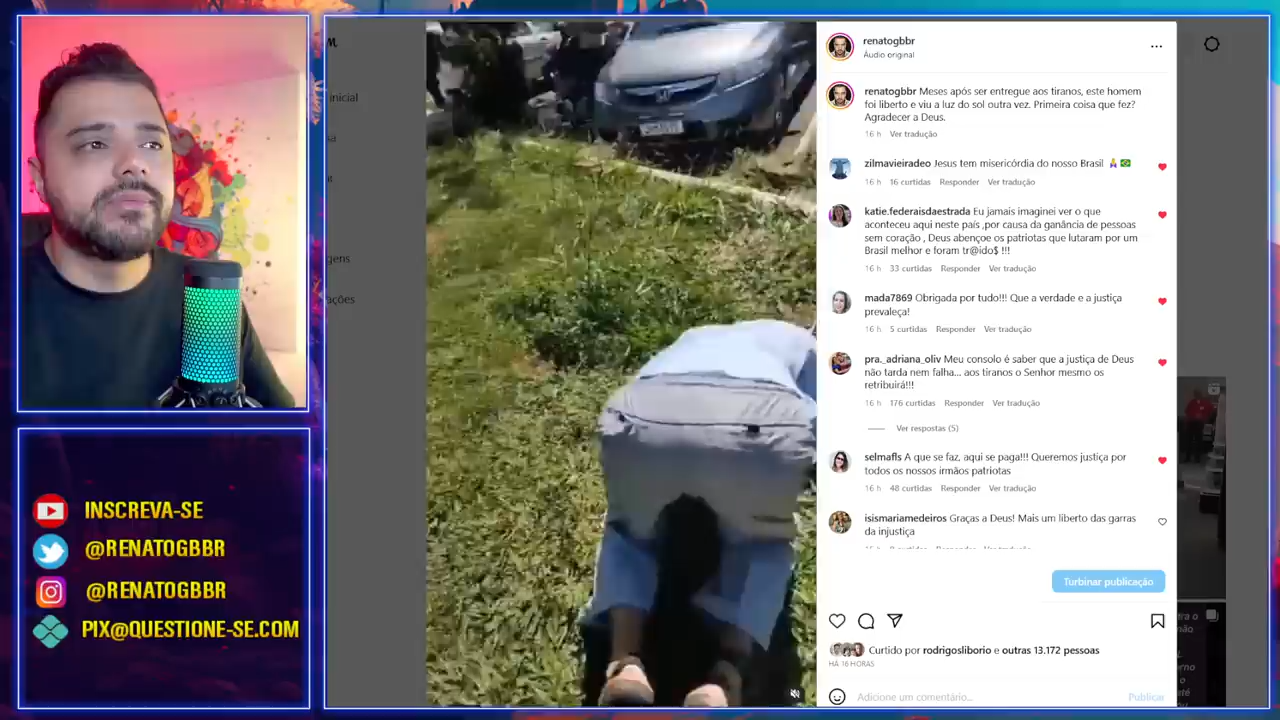 INSCREVA-SE
@RENATOGBBR
@RENATOGBBR
PIX@QUESTIONE-SE.COM
inicial
gens
ações
renatogbbr
Áudio original
renatogbbr Meses após ser entregue aos tiranos, este homem
foi liberto e viu a luz do sol outra vez. Primeira coisa que fez?
Agradecer a Deus.
16 h Ver tradução
zilmavieiradeo Jesus tem misericórdia do nosso Brasil 🙏🇧🇷
16 h 16 curtidas Responder Ver tradução
katie.federaisdaestrada Eu jamais imaginei ver o que
aconteceu aqui neste país ,por causa da ganância de pessoas
sem coração , Deus abençoe os patriotas que lutaram por um
Brasil melhor e foram tr@ido$ !!!
16 h 33 curtidas Responder Ver tradução
mada7869 Obrigada por tudo!!! Que a verdade e a justiça
prevaleça!
16 h 5 curtidas Responder Ver tradução
pra._adriana_oliv Meu consolo é saber que a justiça de Deus
não tarda nem falha... aos tiranos o Senhor mesmo os
retribuirá!!!
16 h 176 curtidas Responder Ver tradução
Ver respostas (5)
selmafls A que se faz, aqui se paga!!! Queremos justiça por
todos os nossos irmãos patriotas
16 h 48 curtidas Responder Ver tradução
isismariamedeiros Graças a Deus! Mais um liberto das garras
da injustiça
Turbinar publicação
Curtido por rodrigosliborio e outras 13.172 pessoas
HÁ 16 HORAS
Adicione um comentário...
Publicar